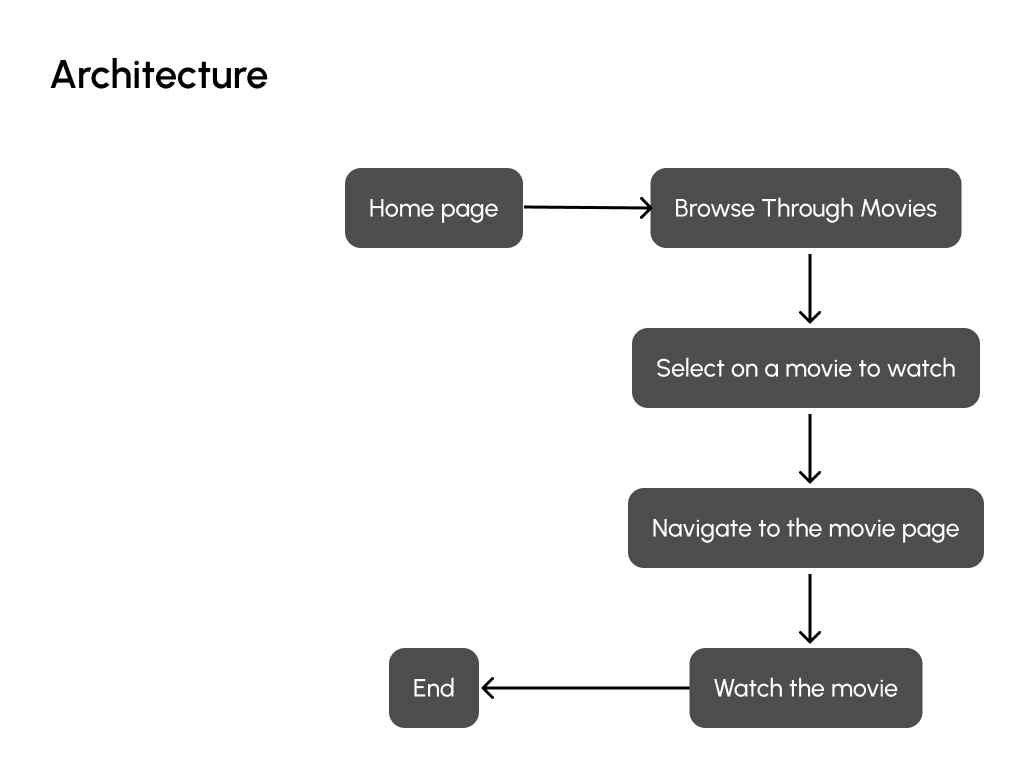 Architecture
Home page
Browse Through Movies
Select on a movie to watch
Navigate to the movie page
Watch the movie
End